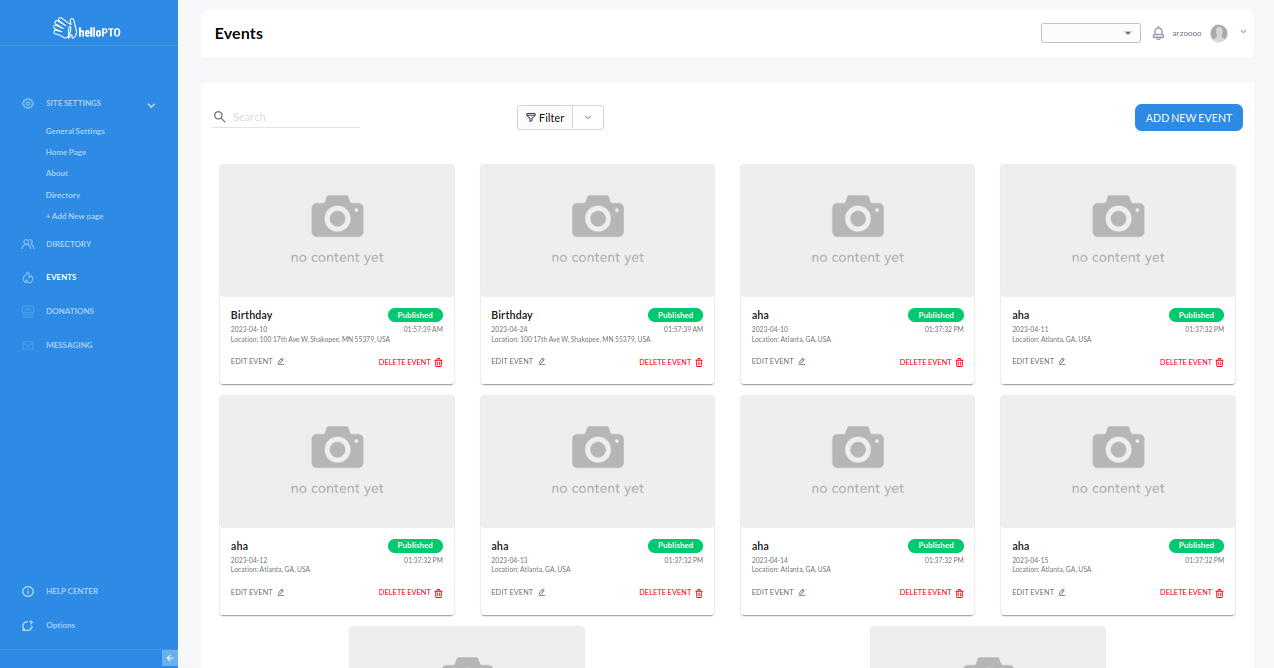 helloPTO
Events
arzoooo
SITE SETTINGS
General Settings
Home Page
About
Directory
+ Add New page
DIRECTORY
EVENTS
DONATIONS
MESSAGING
HELP CENTER
Options
Search
Filter
ADD NEW EVENT
no content yet
Birthday
Published
2023-04-10
01:57:39 AM
Location: 100 17th Ave W, Shakopee, MN 55379, USA
EDIT EVENT
DELETE EVENT
no content yet
Birthday
Published
2023-04-24
01:57:39 AM
Location: 100 17th Ave W, Shakopee, MN 55379, USA
EDIT EVENT
DELETE EVENT
no content yet
aha
Published
2023-04-10
01:37:32 PM
Location: Atlanta, GA, USA
EDIT EVENT
DELETE EVENT
no content yet
aha
Published
2023-04-11
01:37:32 PM
Location: Atlanta, GA, USA
EDIT EVENT
DELETE EVENT
no content yet
aha
Published
2023-04-12
01:37:32 PM
Location: Atlanta, GA, USA
EDIT EVENT
DELETE EVENT
no content yet
aha
Published
2023-04-13
01:37:32 PM
Location: Atlanta, GA, USA
EDIT EVENT
DELETE EVENT
no content yet
aha
Published
2023-04-14
01:37:32 PM
Location: Atlanta, GA, USA
EDIT EVENT
DELETE EVENT
no content yet
aha
Published
2023-04-15
01:37:32 PM
Location: Atlanta, GA, USA
EDIT EVENT
DELETE EVENT